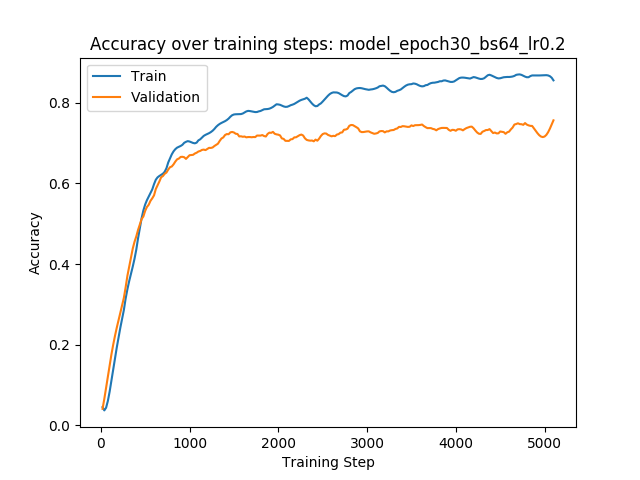 Accuracy over training steps: model_epoch30_bs64_lr0.2
Train
Validation
0.8
0.6
0.4
0.2
0.0
Accuracy
0
1000
2000
3000
4000
5000
Training Step